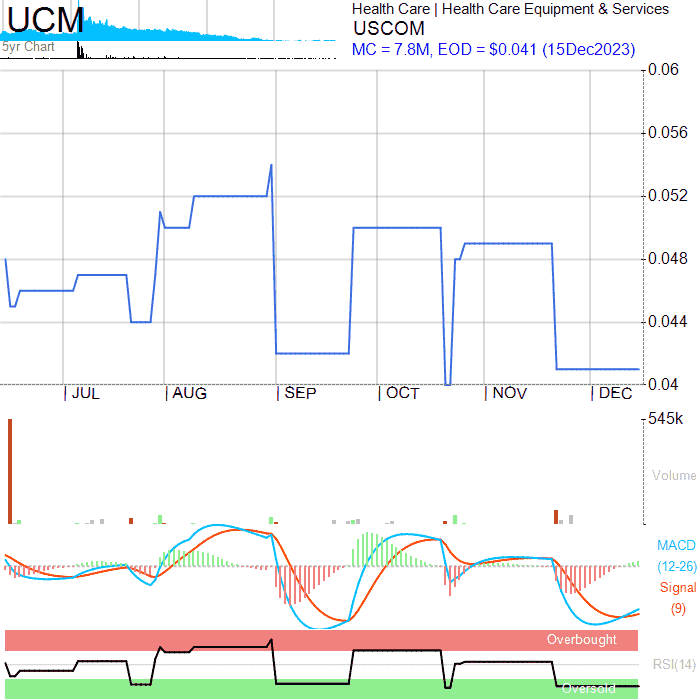 UCM
Health Care | Health Care Equipment & Services
USCOM
5yr Chart
MC = 7.8M, EOD = $0.041 (15Dec2023)
0.06
0.056
0.052
0.048
0.044
0.04
JUL AUG SEP OCT NOV DEC
545k
Volume
MACD
(12-26)
Signal
(9)
Overbought
RSI(14)
Oversold